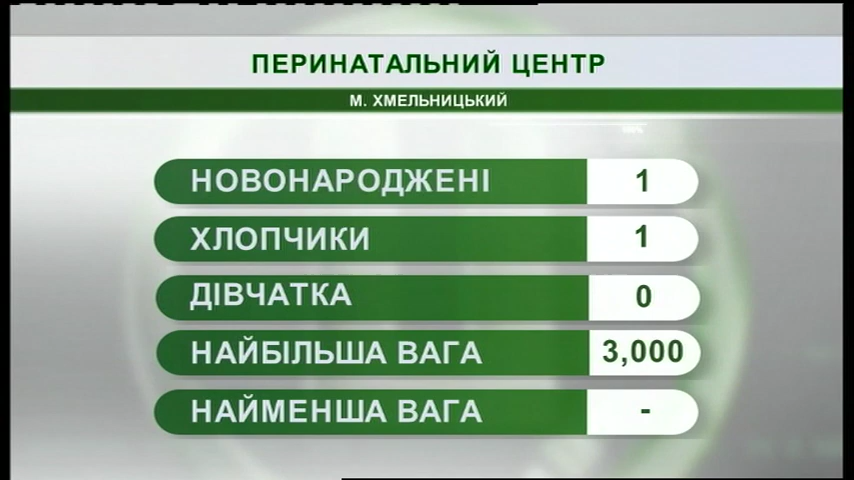 ПЕРИНАТАЛЬНИЙ ЦЕНТР
М. ХМЕЛЬНИЦЬКИЙ
НОВОНАРОДЖЕНІ 1
ХЛОПЧИКИ 1
ДІВЧАТКА 0
НАЙБІЛЬША ВАГА 3,000
НАЙМЕНША ВАГА -